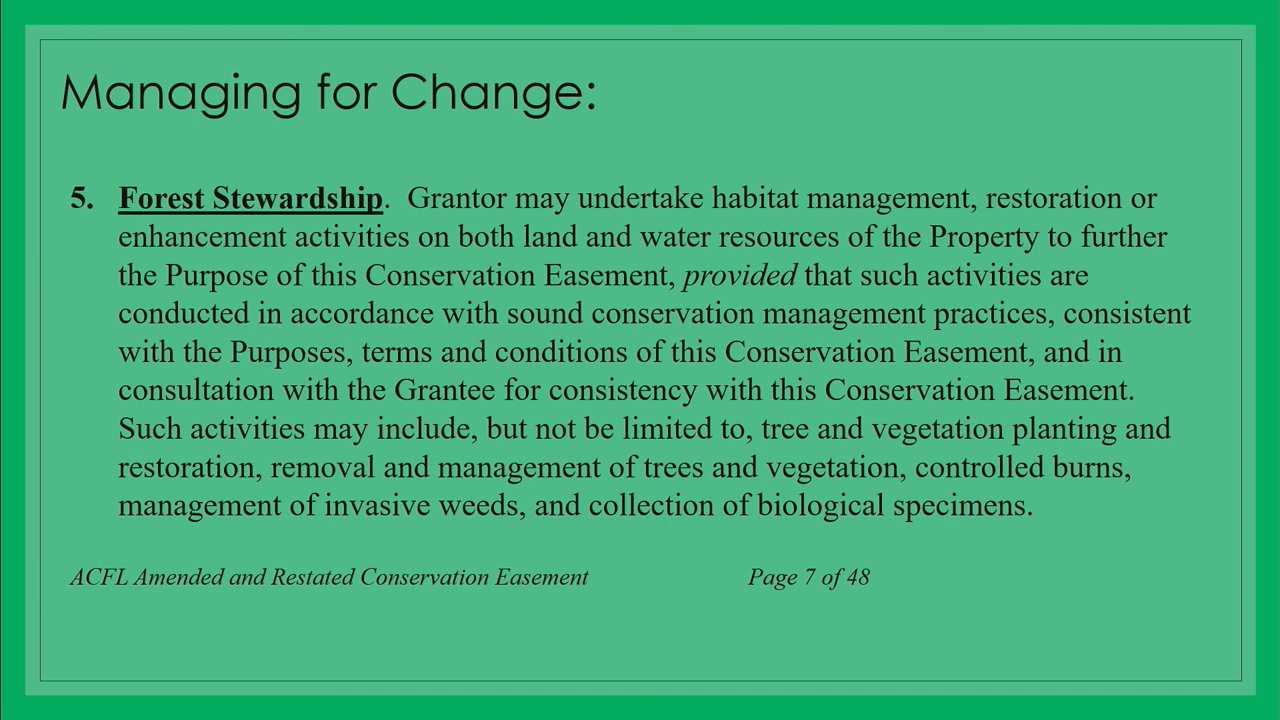 Managing for Change:
5. Forest Stewardship. Grantor may undertake habitat management, restoration or
enhancement activities on both land and water resources of the Property to further
the Purpose of this Conservation Easement, provided that such activities are
conducted in accordance with sound conservation management practices, consistent
with the Purposes, terms and conditions of this Conservation Easement, and in
consultation with the Grantee for consistency with this Conservation Easement.
Such activities may include, but not be limited to, tree and vegetation planting and
restoration, removal and management of trees and vegetation, controlled burns,
management of invasive weeds, and collection of biological specimens.
ACFL Amended and Restated Conservation Easement Page 7 of 48